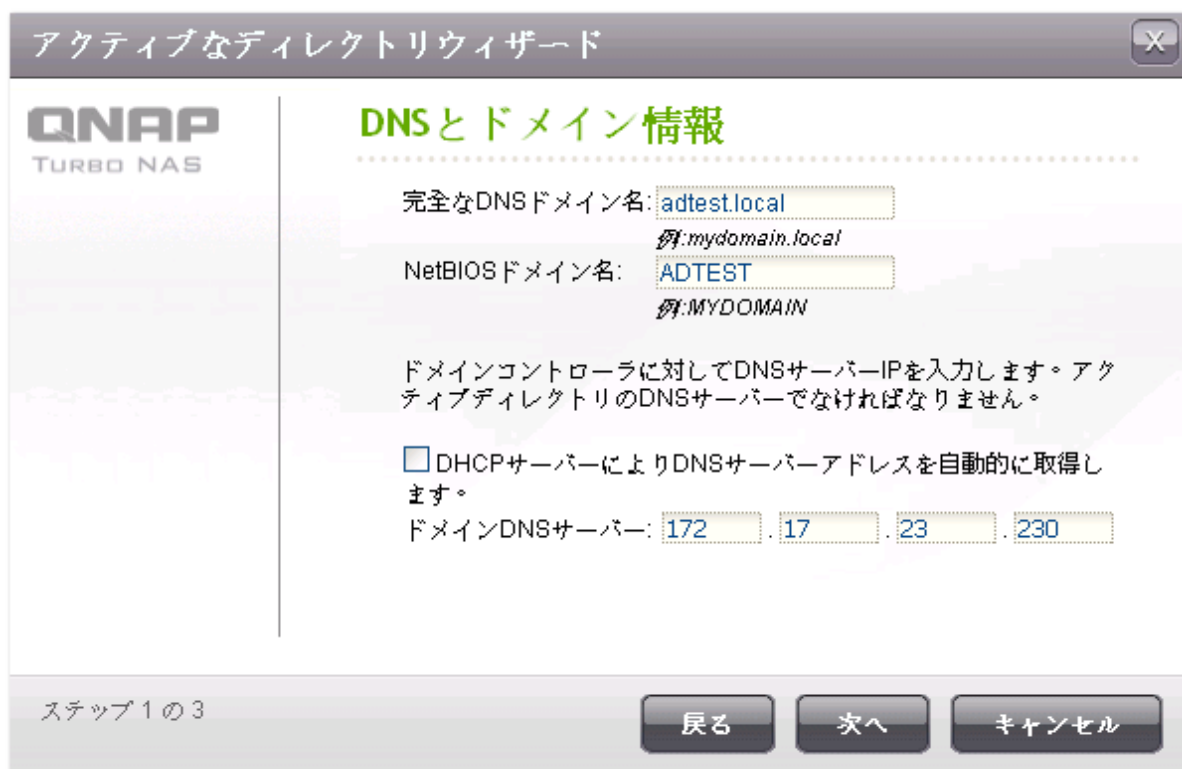 アクティブなディレクトリウィザード
X
QNAP
TURBO NAS
DNSとドメイン情報
完全なDNSドメイン名: adtest.local
例:mydomain.local
NetBIOSドメイン名: ADTEST
例:MYDOMAIN
ドメインコントローラに対してDNSサーバーIPを入力します。アク
ティブディレクトリのDNSサーバーでなければなりません。
DHCPサーバーによりDNSサーバーアドレスを自動的に取得し
ます。
ドメインDNSサーバー: 172 . 17 . 23 . 230
ステップ 1 の 3
戻る 次へ キャンセル